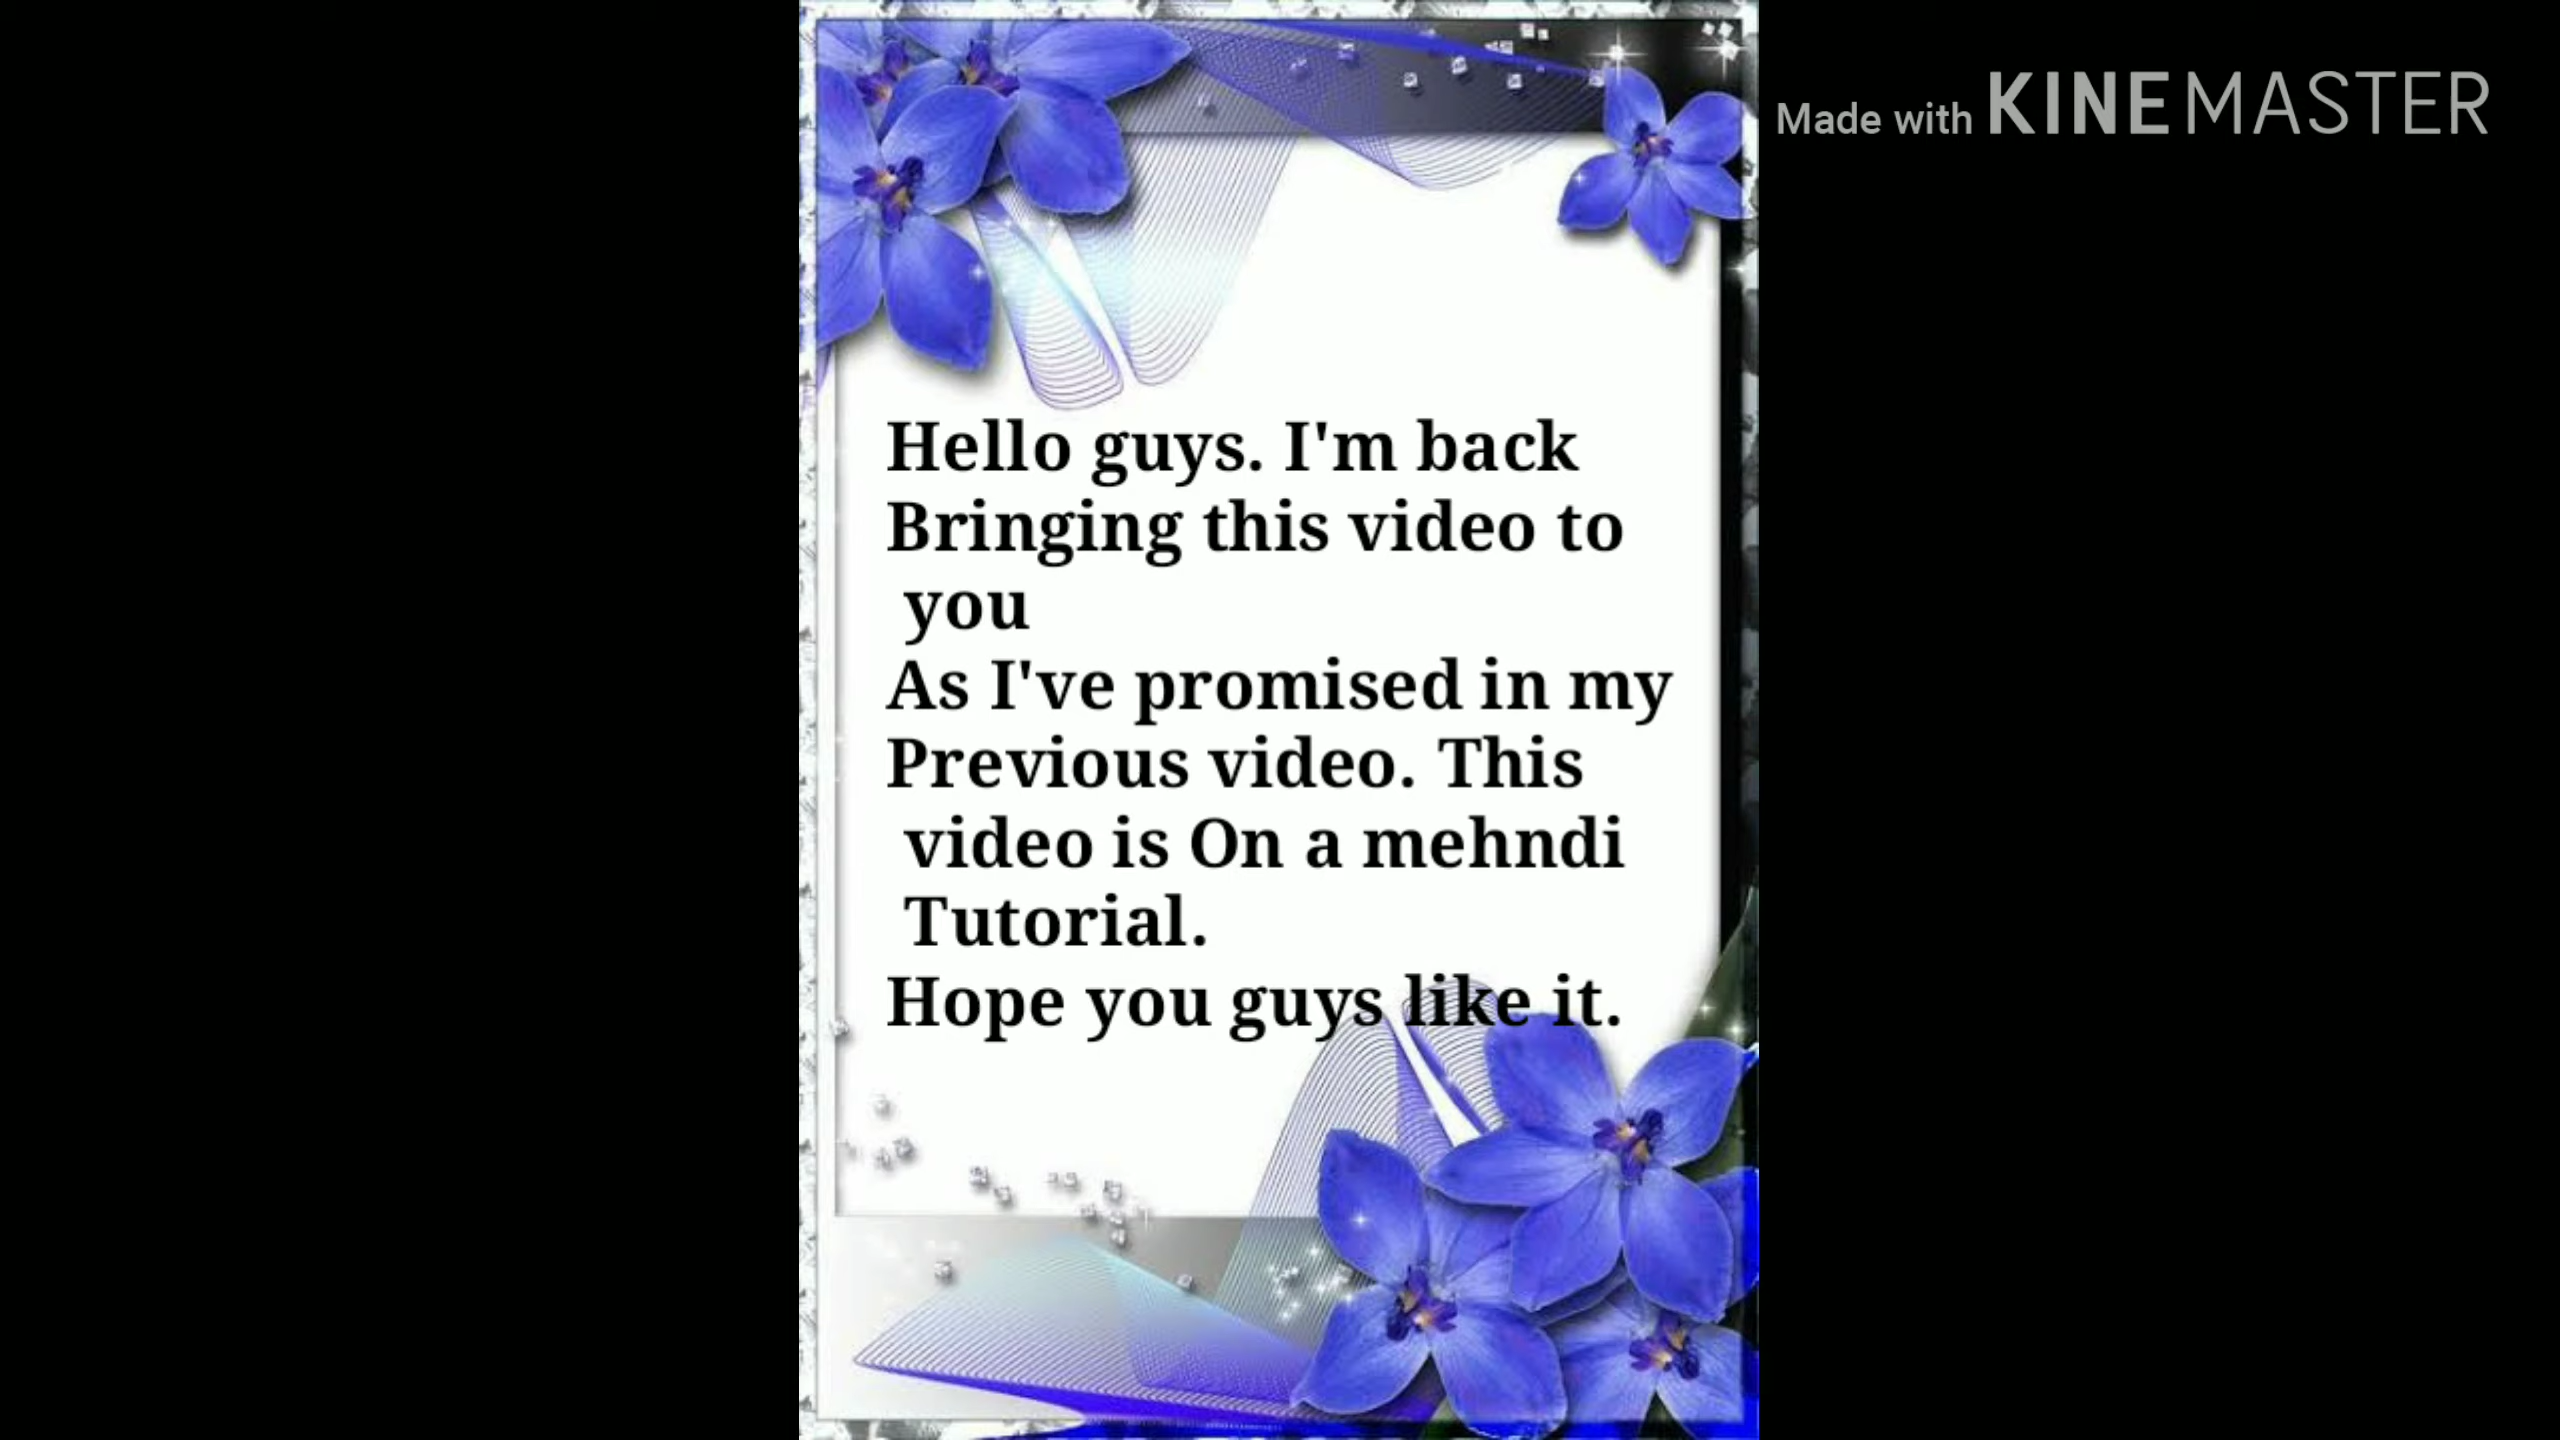 Made with KINEMASTER
Hello guys. I'm back
Bringing this video to
you
As I've promised in my
Previous video. This
video is On a mehndi
Tutorial.
Hope you guys like it.